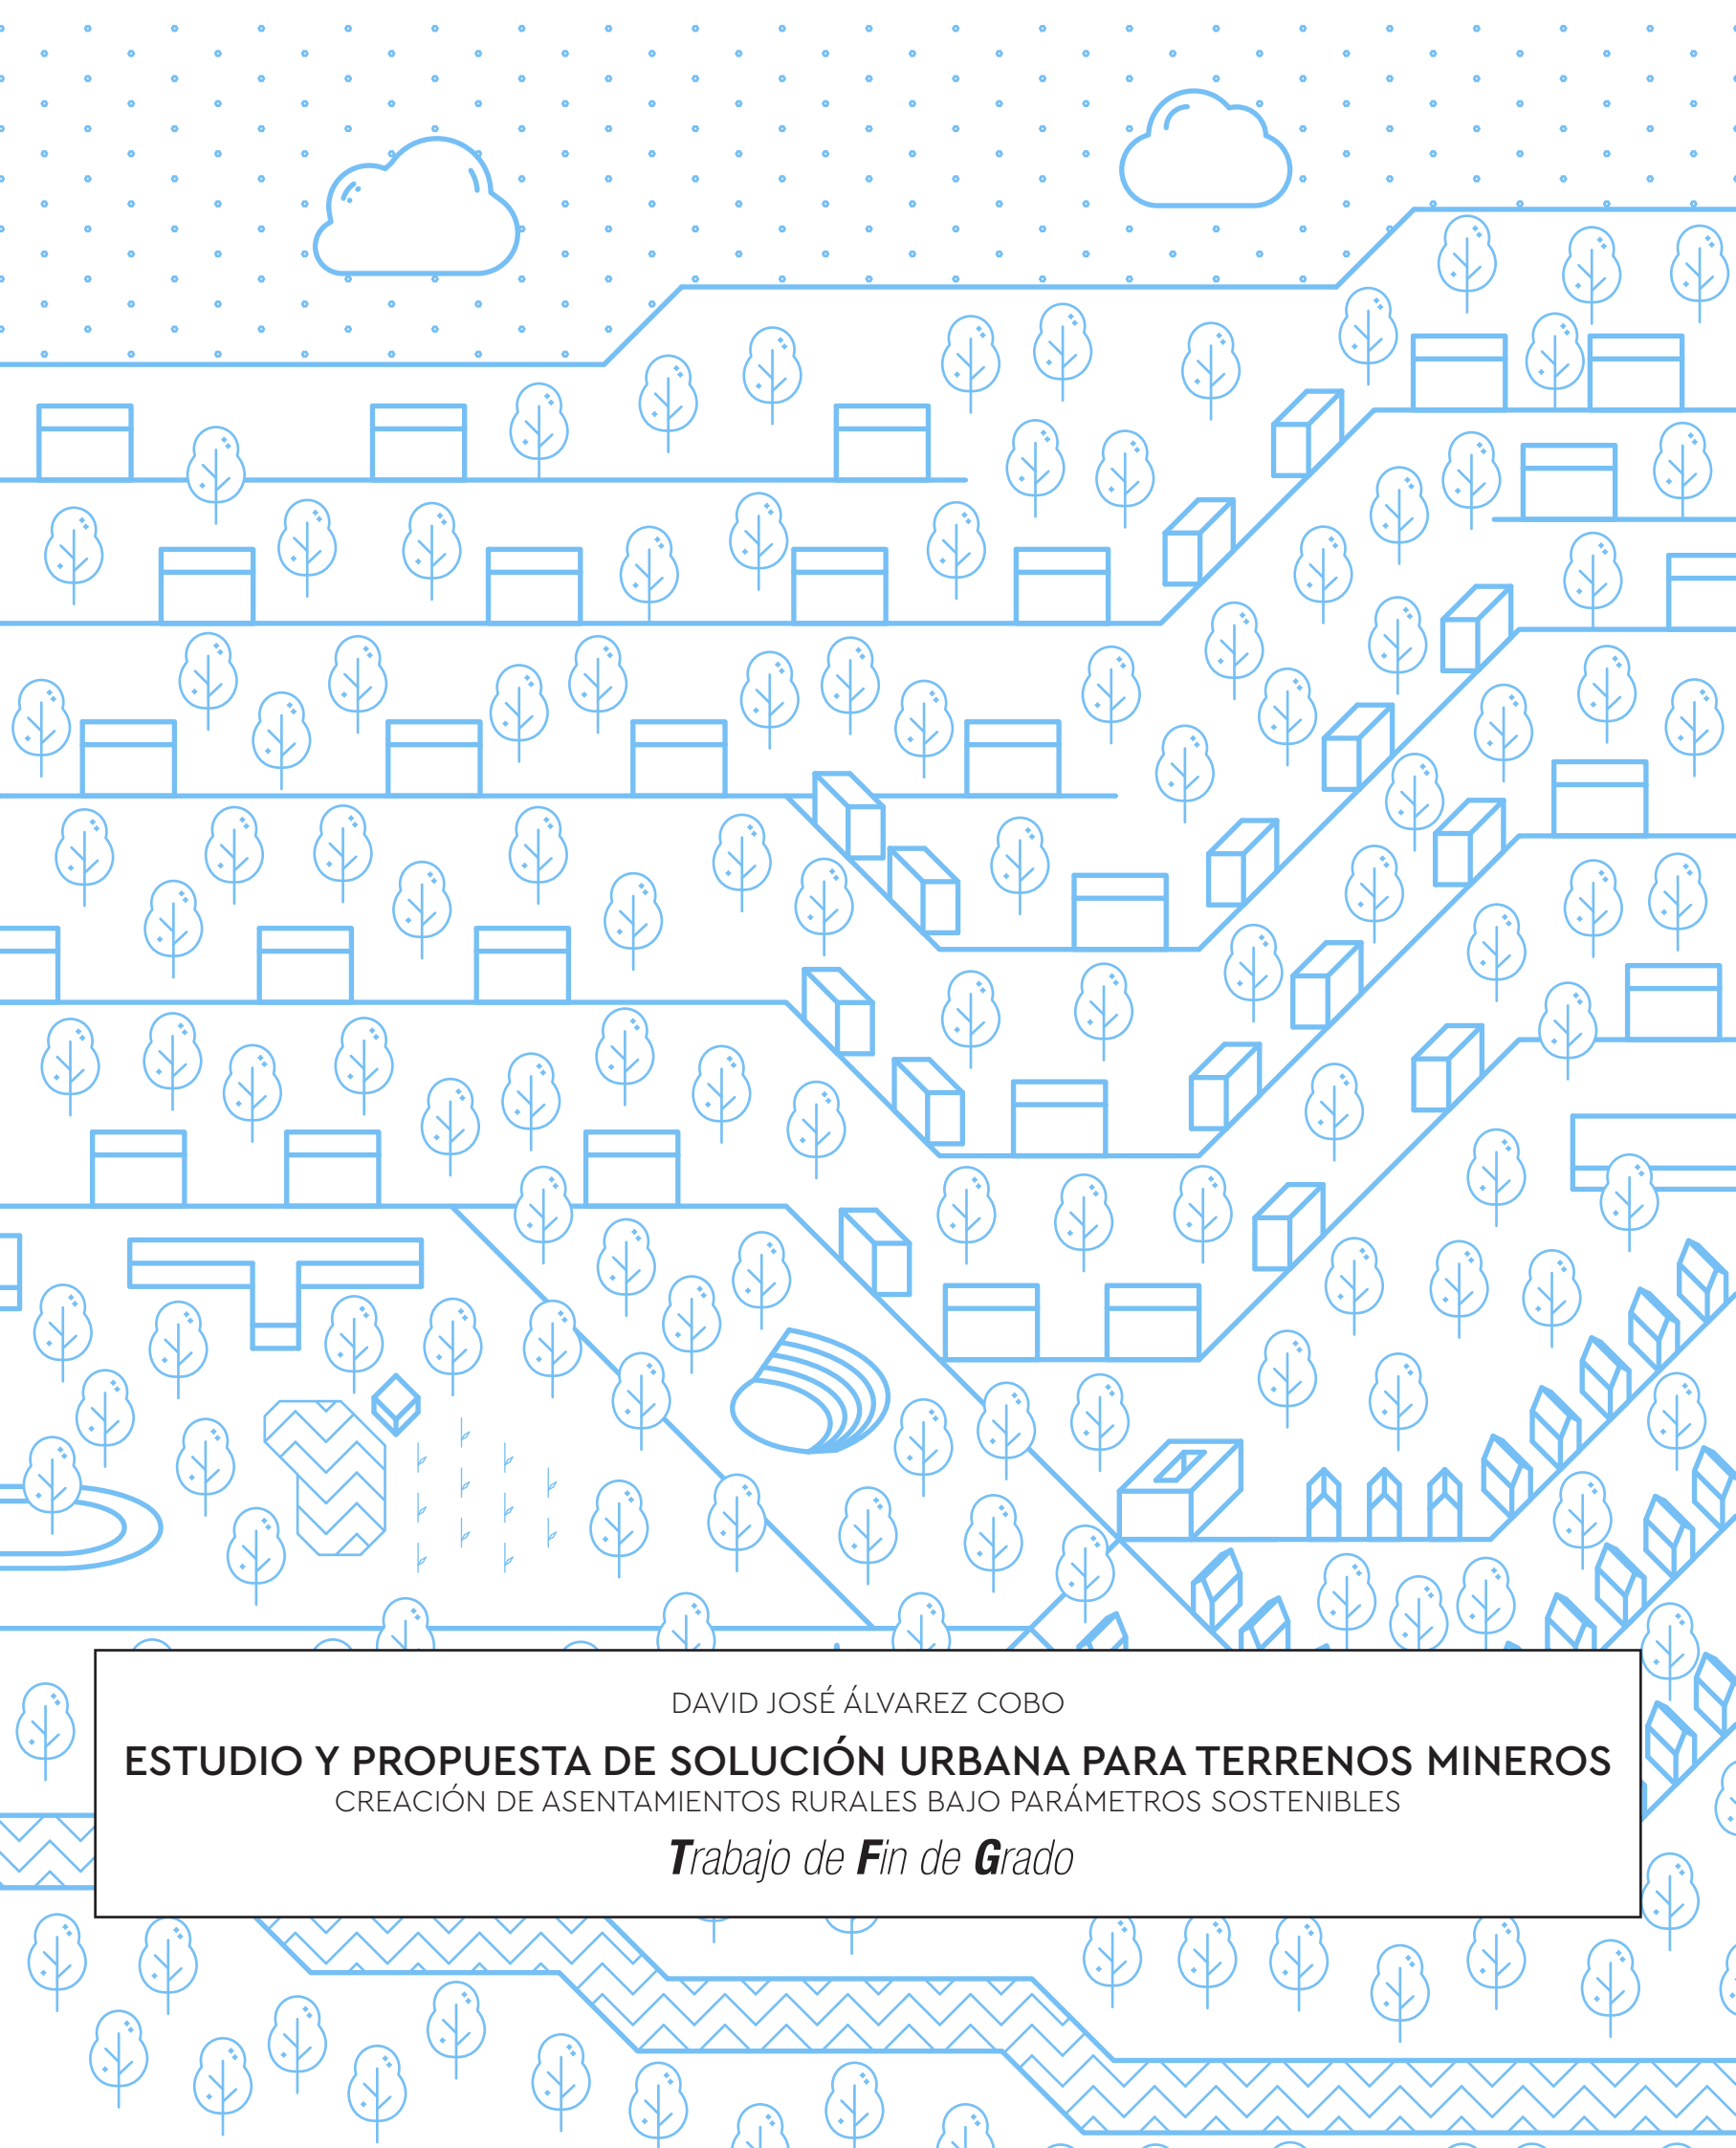 DAVID JOSÉ ÁLVAREZ COBO
ESTUDIO Y PROPUESTA DE SOLUCIÓN URBANA PARA TERRENOS MINEROS
CREACIÓN DE ASENTAMIENTOS RURALES BAJO PARÁMETROS SOSTENIBLES
Trabajo de Fin de Grado